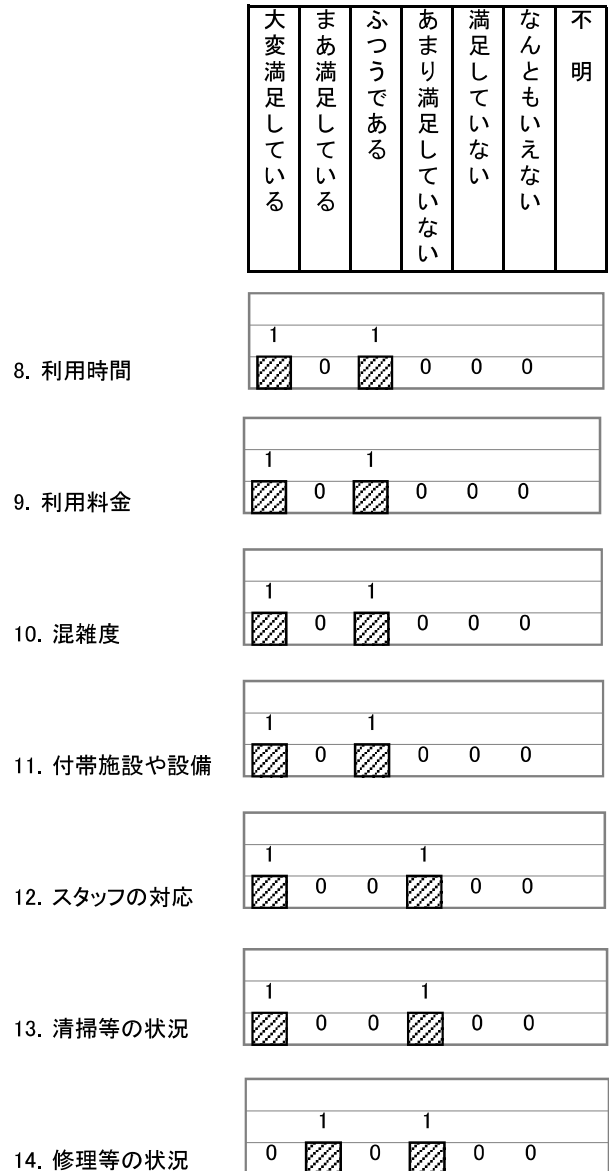 大変満足している
まあ満足している
ふつうである
あまり満足していない
満足していない
なんともいえない
不 明
1 1
8. 利用時間 0 0 0 0
1 1
9. 利用料金 0 0 0 0
1 1
10. 混雑度 0 0 0 0
1 1
11. 付帯施設や設備 0 0 0 0
1 1
12. スタッフの対応 0 0 0 0
1 1
13. 清掃等の状況 0 0 0 0
1 1
14. 修理等の状況 0 0 0 0